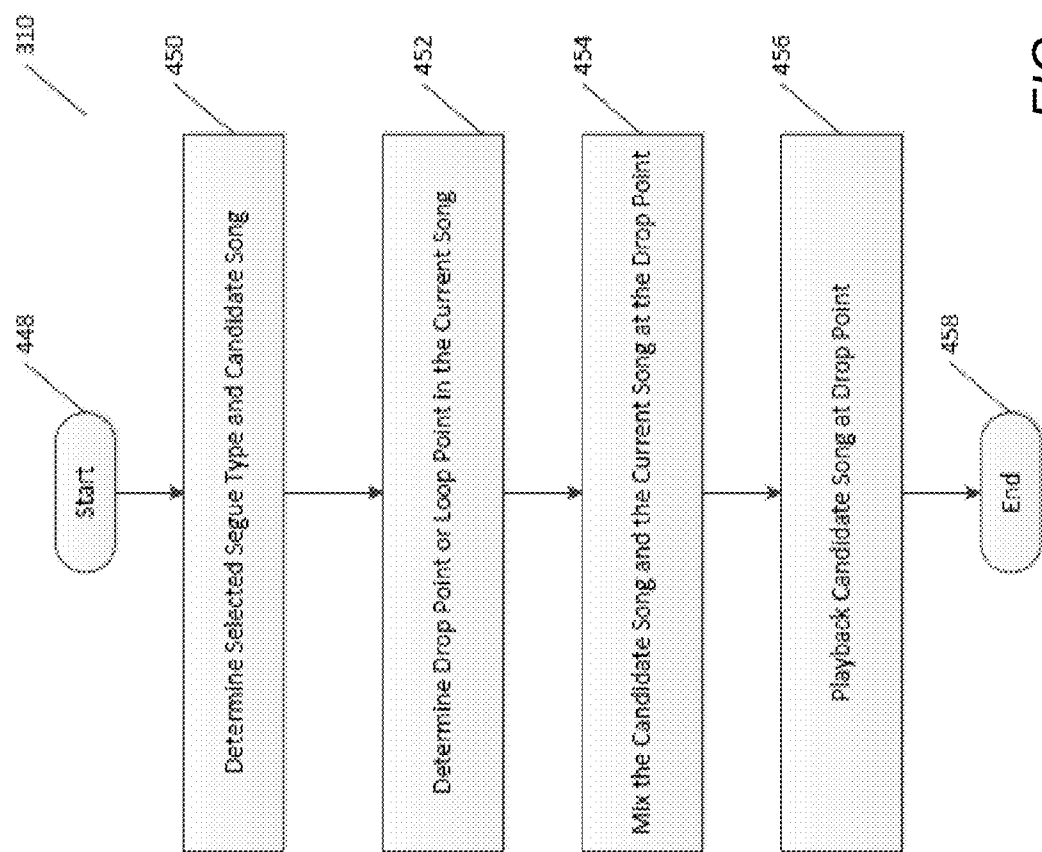 310
448
Start
450
Determine Selected Segue Type and Candidate Song
452
Determine Drop Point or Loop Point in the Current Song
454
Mix the Candidate Song and the Current Song at the Drop Point
456
Playback Candidate Song at Drop Point
458
End